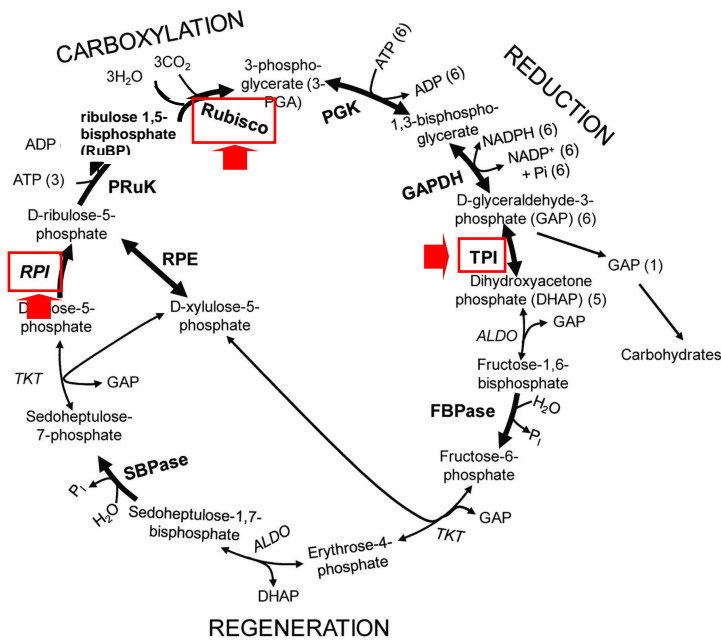 CARBOXYLATION
3CO2
3H2O
3-phospho-
glycerate (3-
PGA)
Rubisco
ATP (6)
ADP (6)
PGK
REDUCTION
1,3-bisphospho-
glycerate
NADPH (6)
NADP+ (6)
+ Pi (6)
GAPDH
D-glyceraldehyde-3-
phosphate (GAP) (6)
TPI
GAP (1)
Dihydroxyacetone
phosphate (DHAP) (5)
ALDO
GAP
Carbohydrates
Fructose-1,6-
bisphosphate
FBPase
H2O
PI
Fructose-6-
phosphate
GAP
TKT
Erythrose-4-
phosphate
ALDO
DHAP
Sedoheptulose-1,7-
bisphosphate
SBPase
PI
H2O
Sedoheptulose-
7-phosphate
TKT
GAP
phosphate
RPI
D-xylulose-5-
phosphate
RPE
D-ribulose-5-
phosphate
PRuK
ATP (3)
ADP
ribulose 1,5-
bisphosphate
(RuBP)
REGENERATION